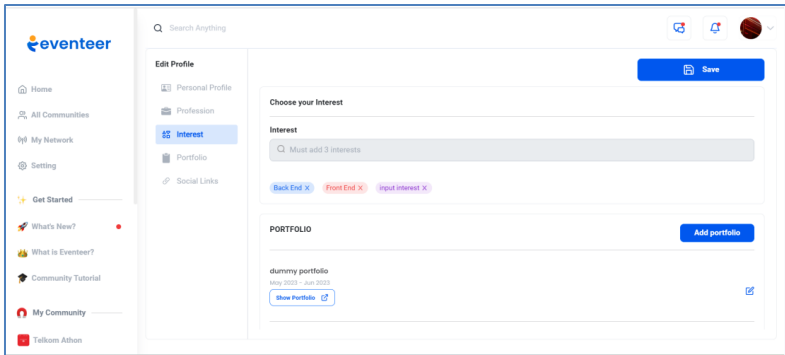 eventeer
Search Anything
Home
All Communities
My Network
Setting
Get Started
What's New?
What is Eventeer?
Community Tutorial
My Community
Telkom Athon
Edit Profile
Personal Profile
Profession
Interest
Portfolio
Social Links
Save
Choose your Interest
Interest
Must add 3 interests
Back End X
Front End X
input interest X
PORTFOLIO
Add portfolio
dummy portfolio
May 2023 - Jun 2023
Show Portfolio